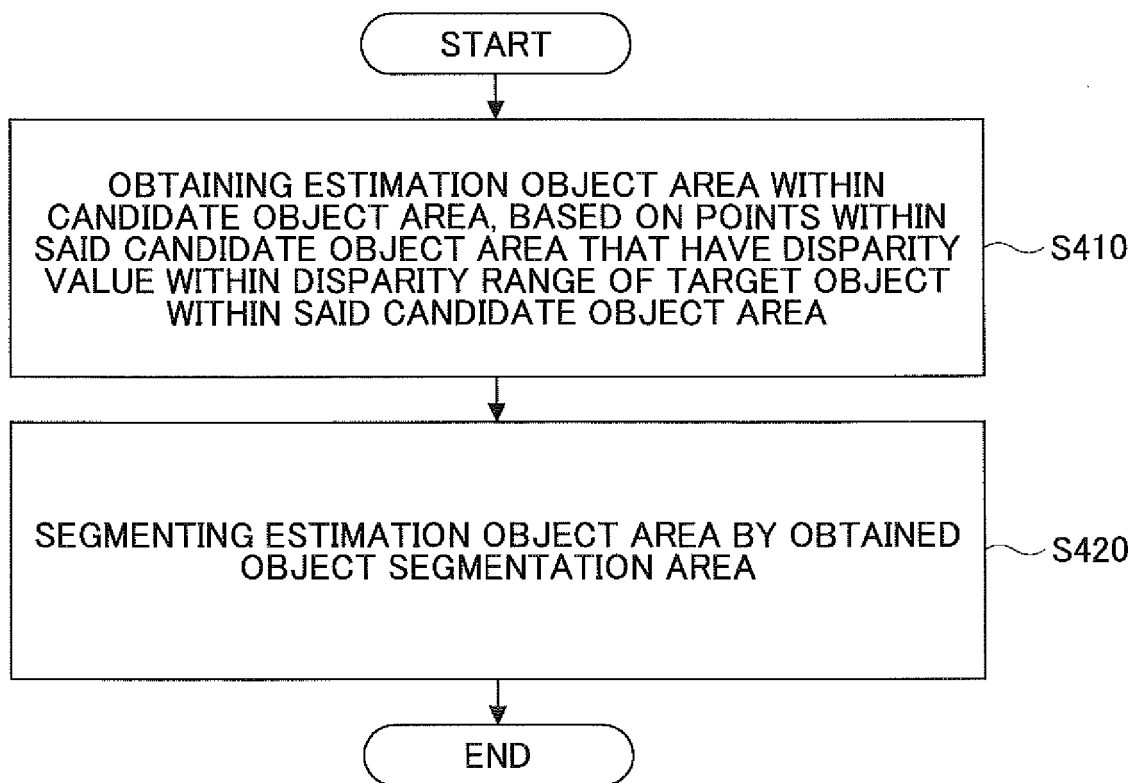 START
OBTAINING ESTIMATION OBJECT AREA WITHIN
CANDIDATE OBJECT AREA, BASED ON POINTS WITHIN
SAID CANDIDATE OBJECT AREA THAT HAVE DISPARITY
VALUE WITHIN DISPARITY RANGE OF TARGET OBJECT
WITHIN SAID CANDIDATE OBJECT AREA
S410
SEGMENTING ESTIMATION OBJECT AREA BY OBTAINED
OBJECT SEGMENTATION AREA
S420
END